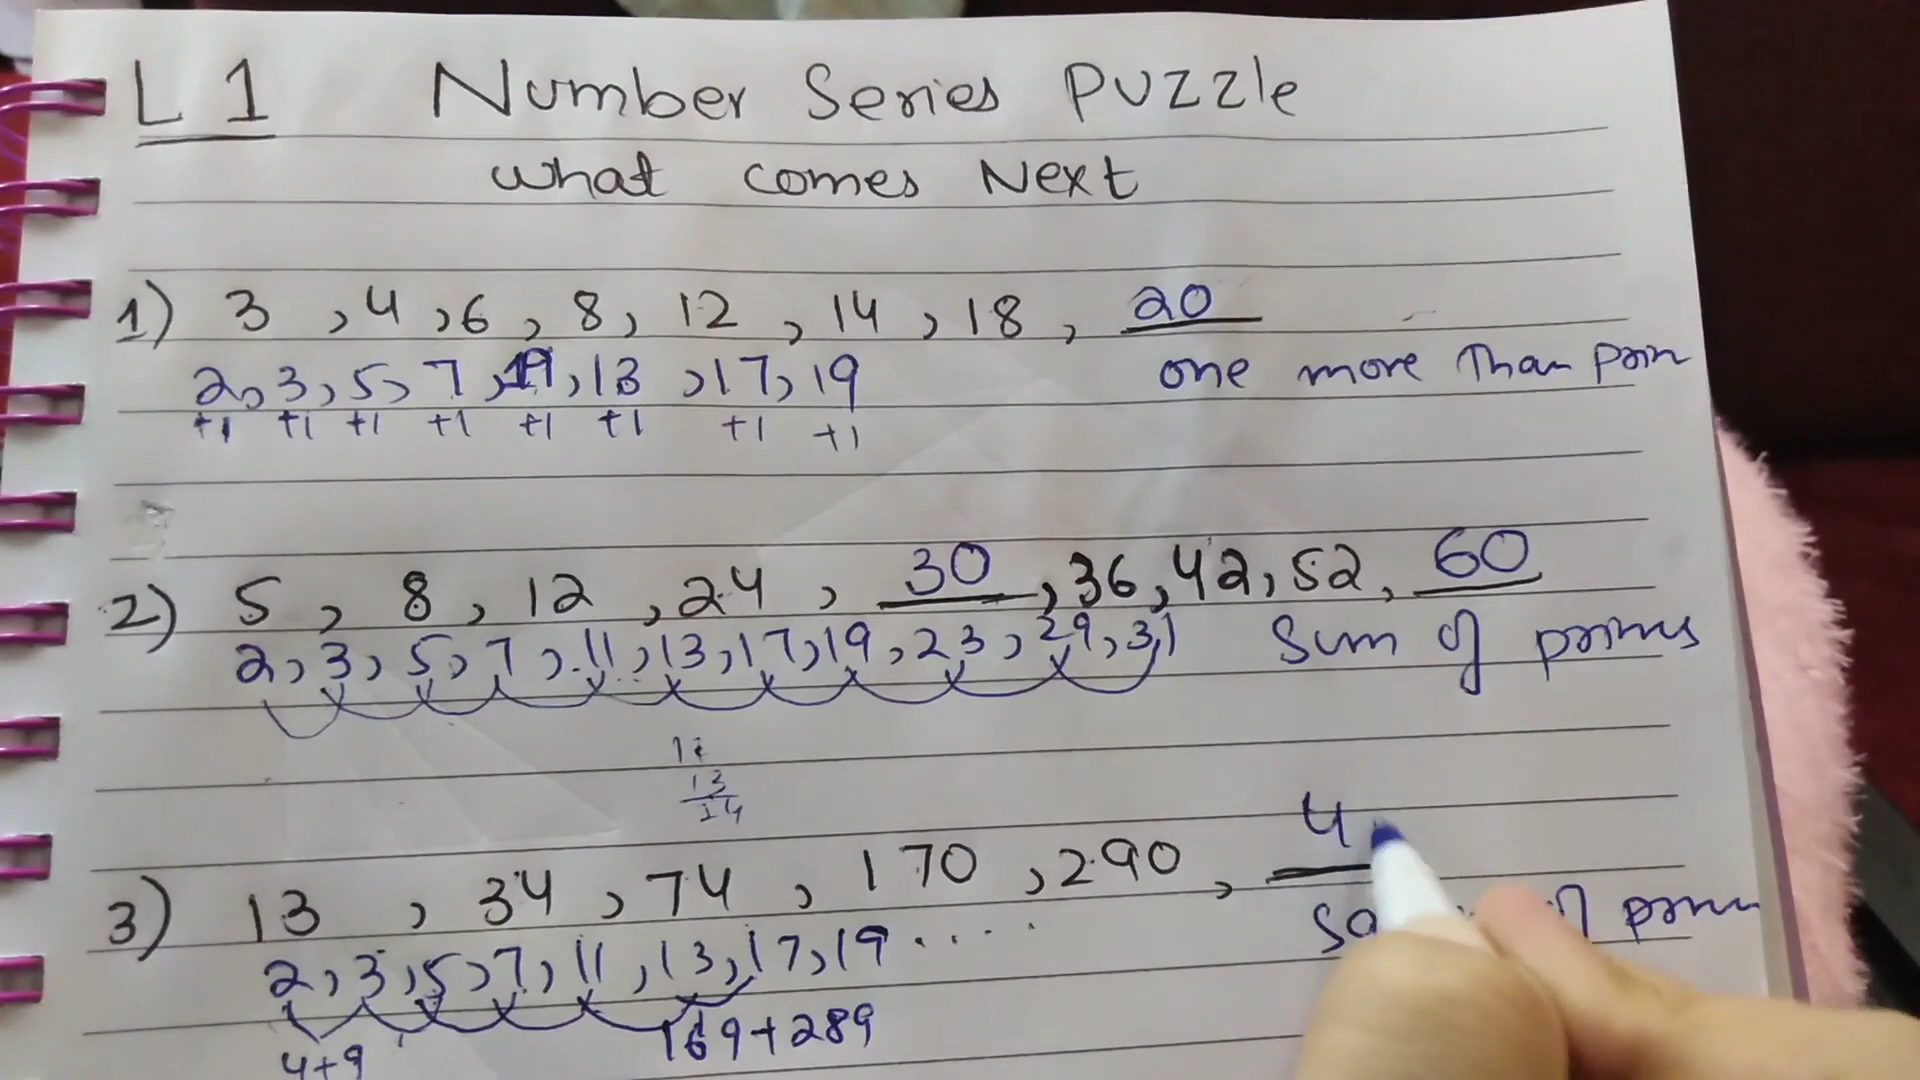 L 1 Number Series Puzzle
what comes Next
1) 3 , 4 , 6 , 8 , 12 , 14 , 18 , 20
2, 3, 5, 7, 11, 13, 17, 19 one more Than prim
+1 +1 +1 +1 +1 +1 +1 +1
2) 5 , 8 , 12 , 24 , 30 , 36, 42, 52, 60
2, 3, 5, 7, 11, 13, 17, 19, 23, 29, 31 Sum of primes
13
24
3) 13 , 34 , 74 , 170 , 290 , 4
2, 3, 5, 7, 11, 13, 17, 19 .....
4+9 169+289